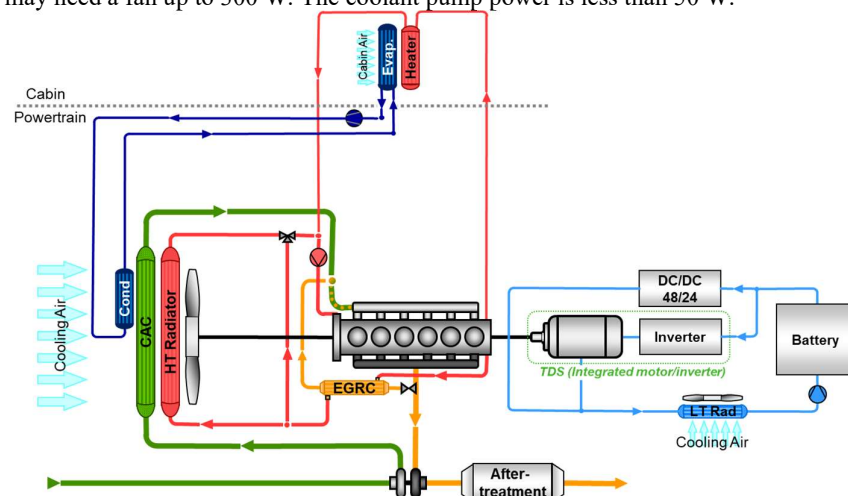 may need a fan up to 300 W. The coolant pump power is less than 50 W.
Cabin Air
Evap.
Heater
Cabin
Powertrain
Cooling Air
Cond
CAC
HT Radiator
EGRC
DC/DC
48/24
Inverter
Battery
TDS (Integrated motor/inverter)
LT Rad
Cooling Air
After-
treatment